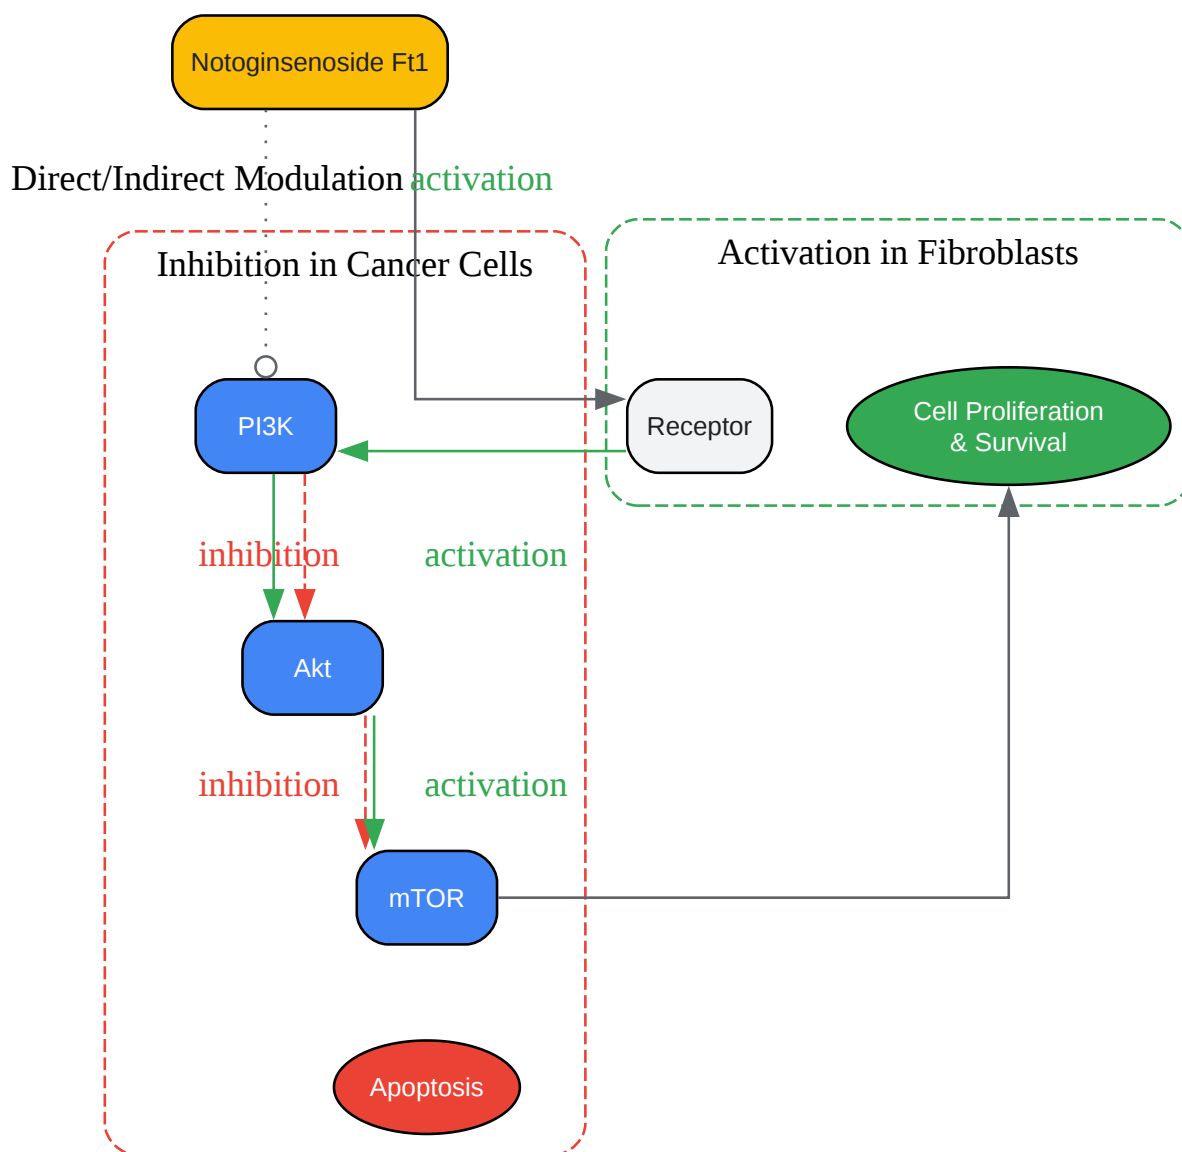 Notoginsenoside Ft1
Direct/Indirect Modulation
activation
Inhibition in Cancer Cells
Activation in Fibroblasts
PI3K
Receptor
Cell Proliferation
& Survival
inhibition
activation
Akt
inhibition
activation
mTOR
Apoptosis